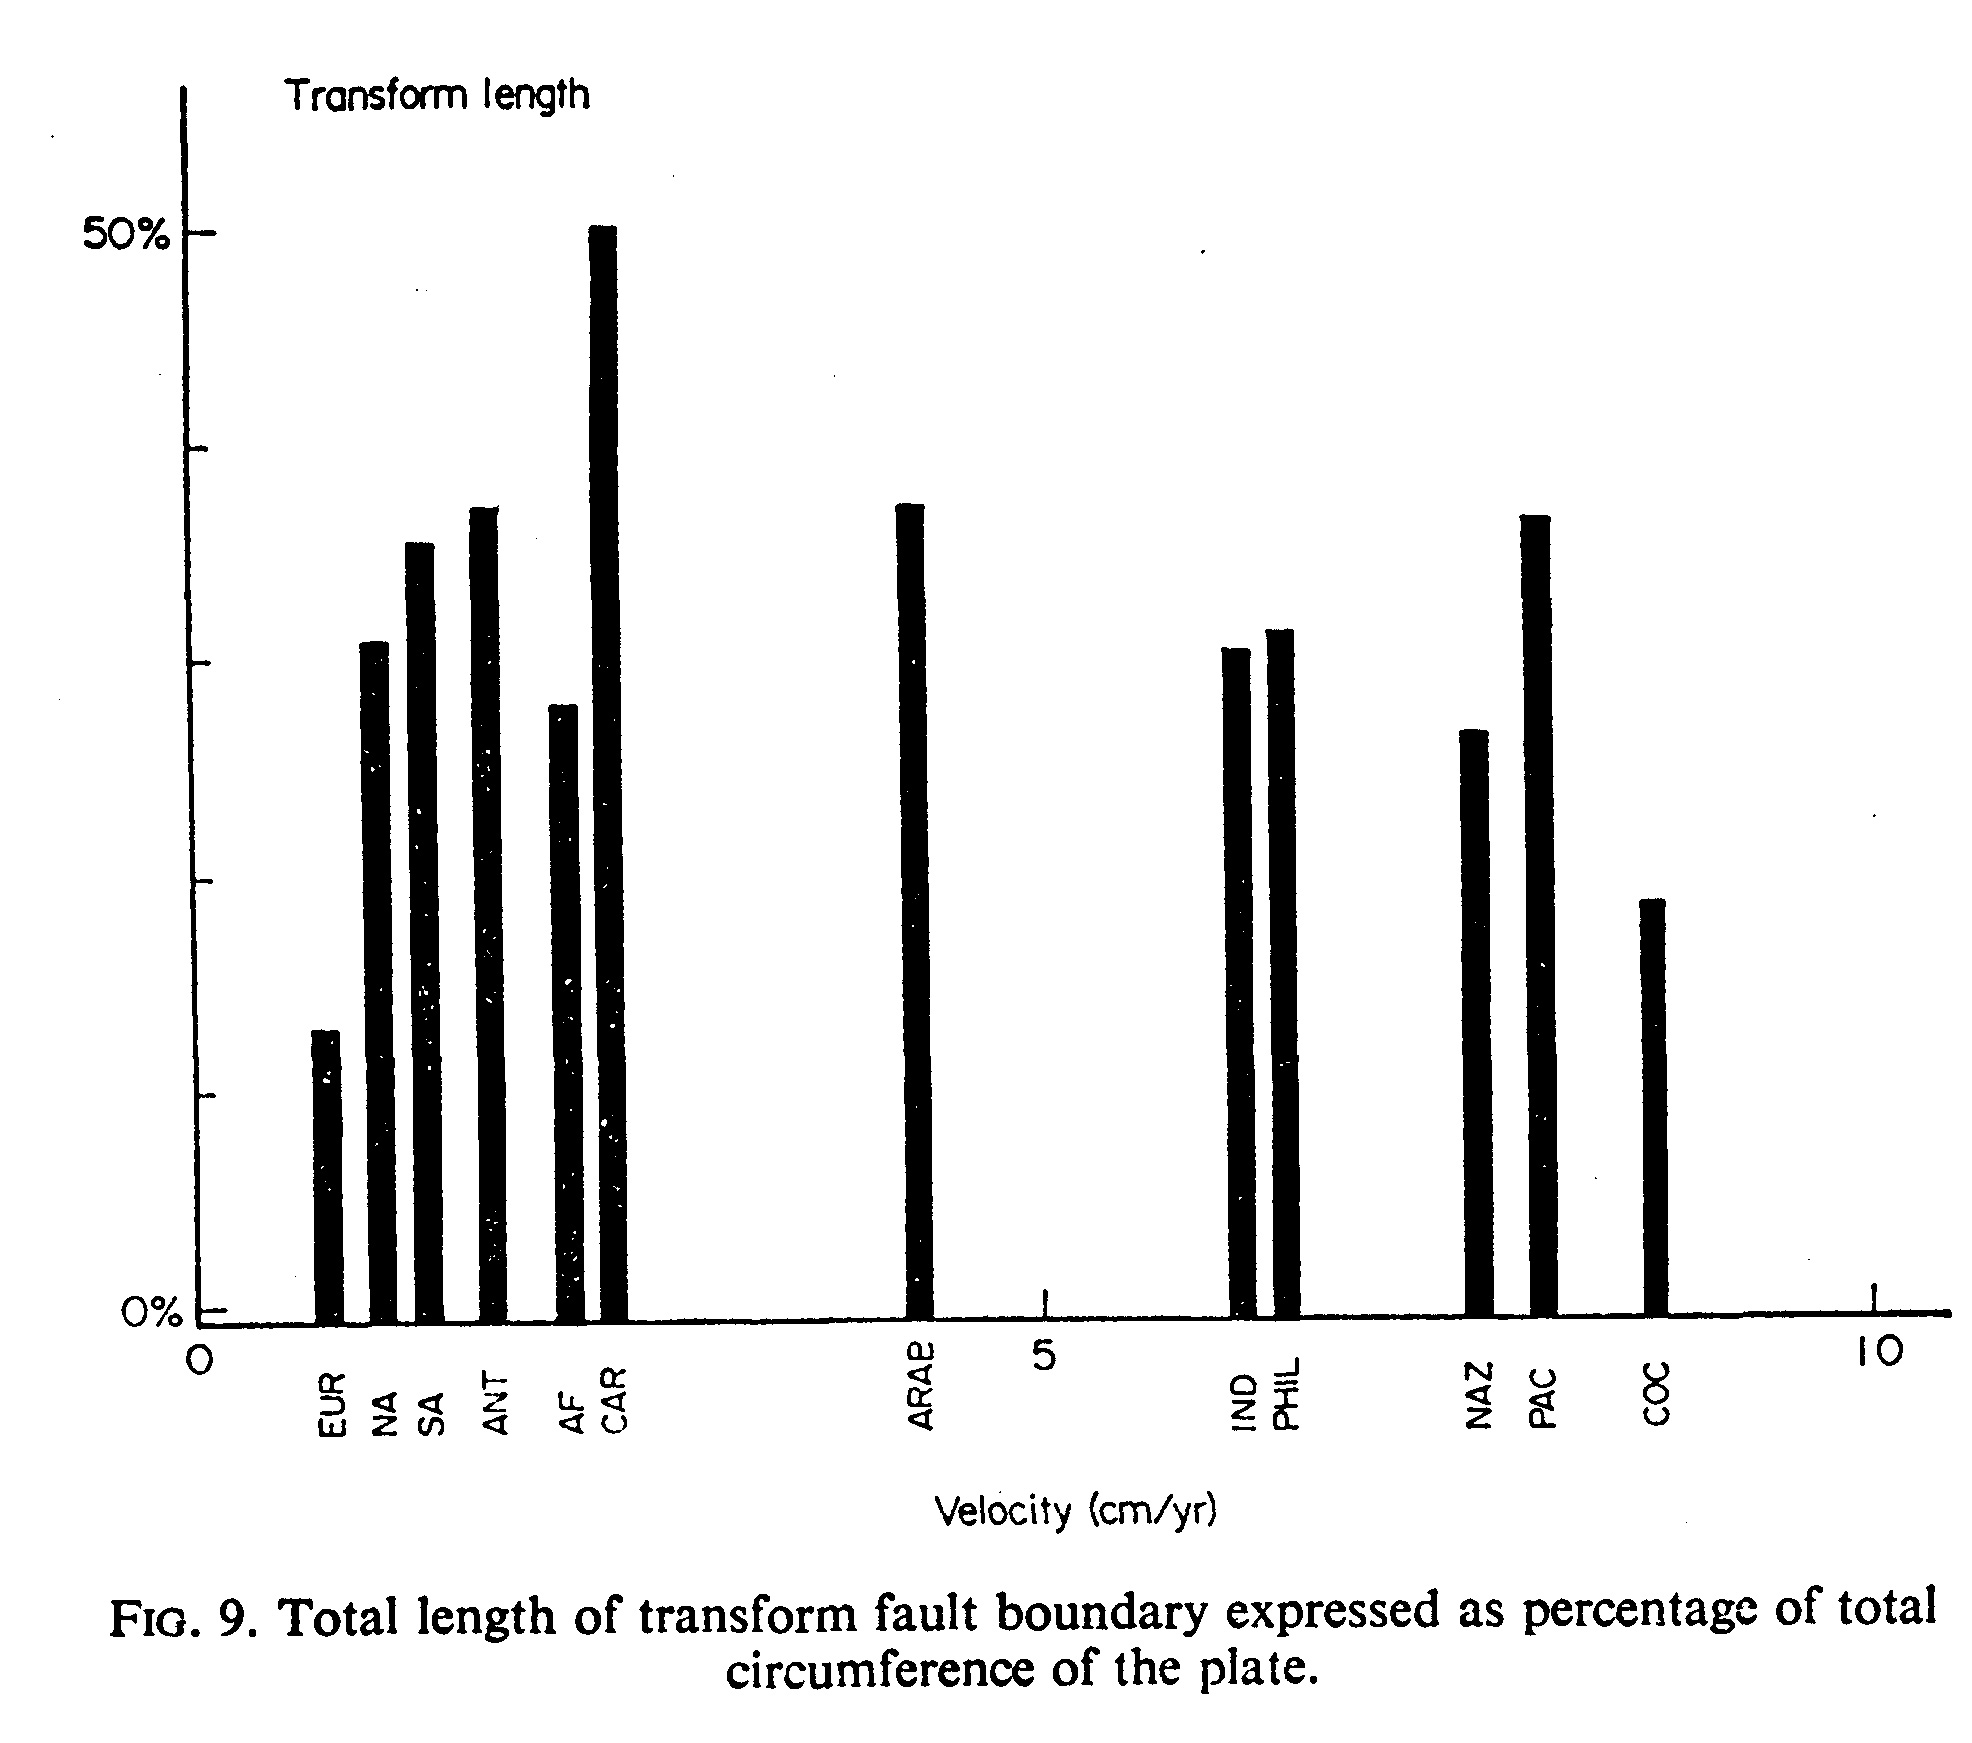 Transform length
50%
0%
0
5
10
EUR
NA
SA
ANT
AF
CAR
ARAB
IND
PHIL
NAZ
PAC
COC
Velocity (cm/yr)
FIG. 9. Total length of transform fault boundary expressed as percentage of total
circumference of the plate.